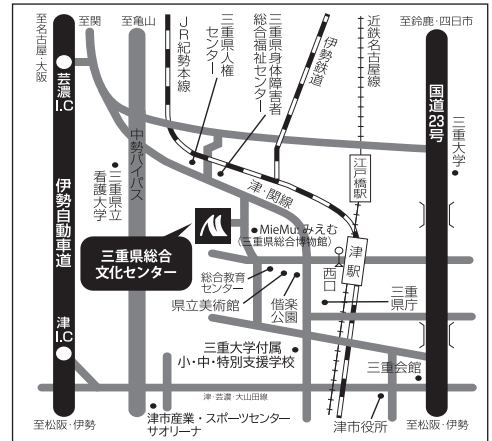 至名古屋・大阪
至関
至亀山
JR紀勢本線
三重県人権
センター
三重県身体障害者
総合福祉センター
伊勢鉄道
近鉄名古屋線
至鈴鹿・四日市
芸濃
I.C
中勢バイパス
国道23号
三重大学
江戸橋駅
三重県立
看護大学
津・関線
伊勢自動車道
MieMu:みえむ
(三重県総合博物館)
津駅
西口
三重県総合
文化センター
総合教育
センター
県立美術館
偕楽
公園
三重
県庁
津
I.C
三重大学付属
小・中・特別支援学校
三重会館
津・芸濃・大山田線
至松阪・伊勢
津市産業・スポーツセンター
サオリーナ
津市役所
至松阪・伊勢